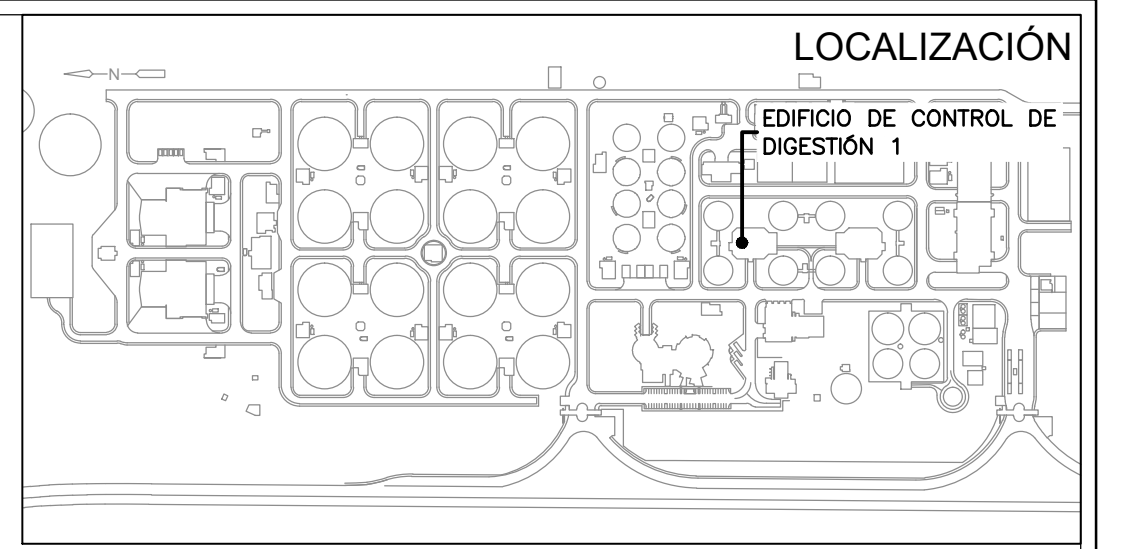 LOCALIZACIÓN
N
EDIFICIO DE CONTROL DE
DIGESTIÓN 1